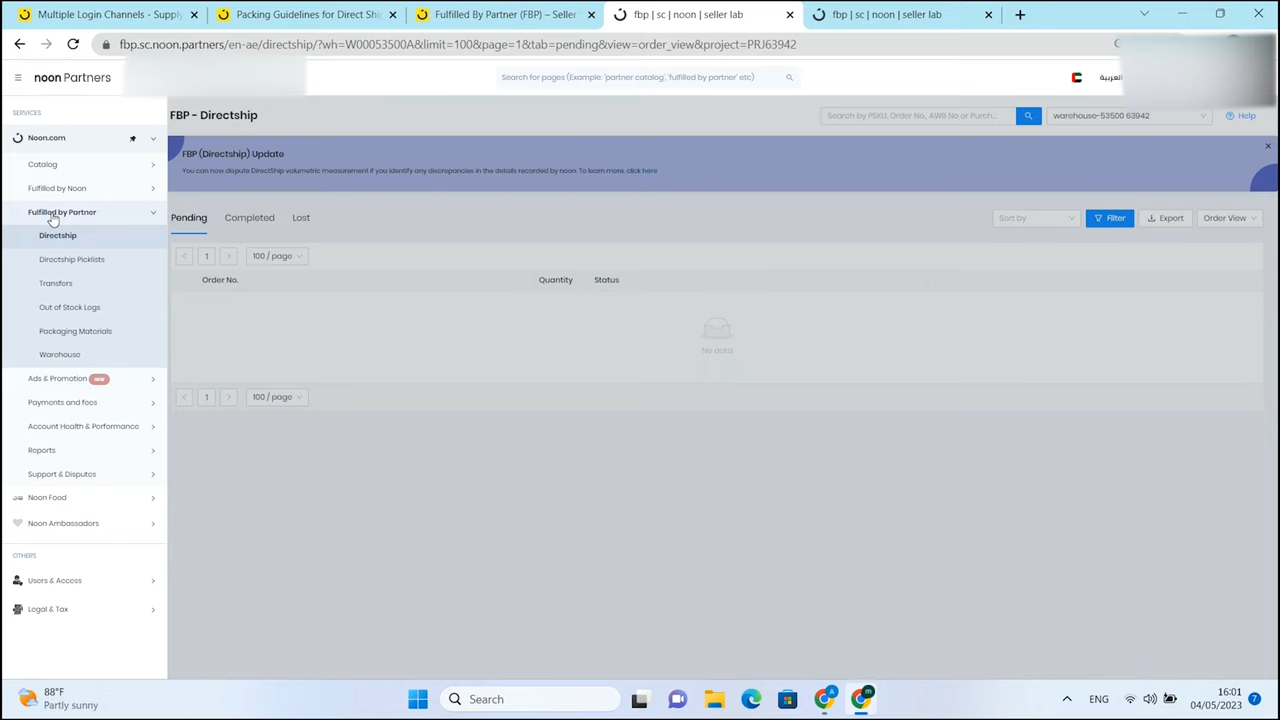 Multiple Login Channels - Supply
Packing Guidelines for Direct Ship
Fulfilled By Partner (FBP) – Seller
fbp | sc | noon | seller lab
fbp | sc | noon | seller lab
fbp.sc.noon.partners/en-ae/directship/?wh=W00053500A&limit=100&page=1&tab=pending&view=order_view&project=PRJ63942
noon Partners
Search for pages (Example: 'partner catalog', 'fulfilled by partner' etc)
العربية
SERVICES
Noon.com
Catalog
Fulfilled by Noon
Fulfilled by Partner
Directship
Directship Picklists
Transfers
Out of Stock Logs
Packaging Materials
Warehouse
Ads & Promotion NEW
Payments and fees
Account Health & Performance
Reports
Support & Disputes
Noon Food
Noon Ambassadors
OTHERS
Users & Access
Legal & Tax
FBP - Directship
Search by PSKU, Order No, AWB No or Purch...
warehouse-53500 63942
Help
FBP (Directship) Update
You can now dispute DirectShip volumetric measurement if you identify any discrepancies in the details recorded by noon. To learn more, click here
Pending Completed Lost
Sort by
Filter
Export
Order View
1
100 / page
Order No. Quantity Status
No data
1
100 / page
88°F
Partly sunny
Search
ENG
16:01
04/05/2023
7